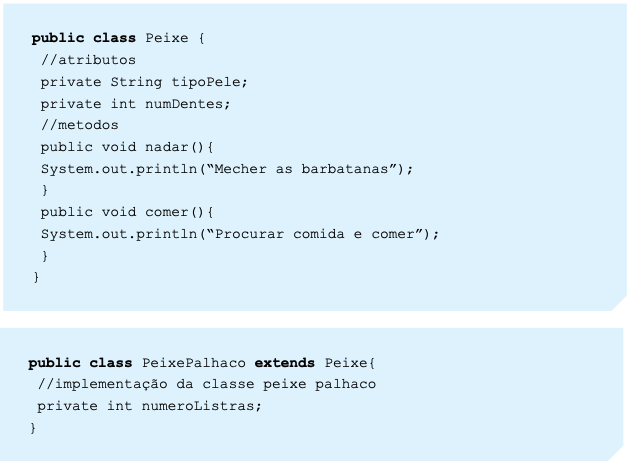 public class Peixe {
//atributos
private String tipoPele;
private int numDentes;
//metodos
public void nadar(){
System.out.println(“Mecher as barbatanas”);
}
public void comer(){
System.out.println(“Procurar comida e comer”);
}
}
public class PeixePalhaco extends Peixe{
//implementação da classe peixe palhaco
private int numeroListras;
}